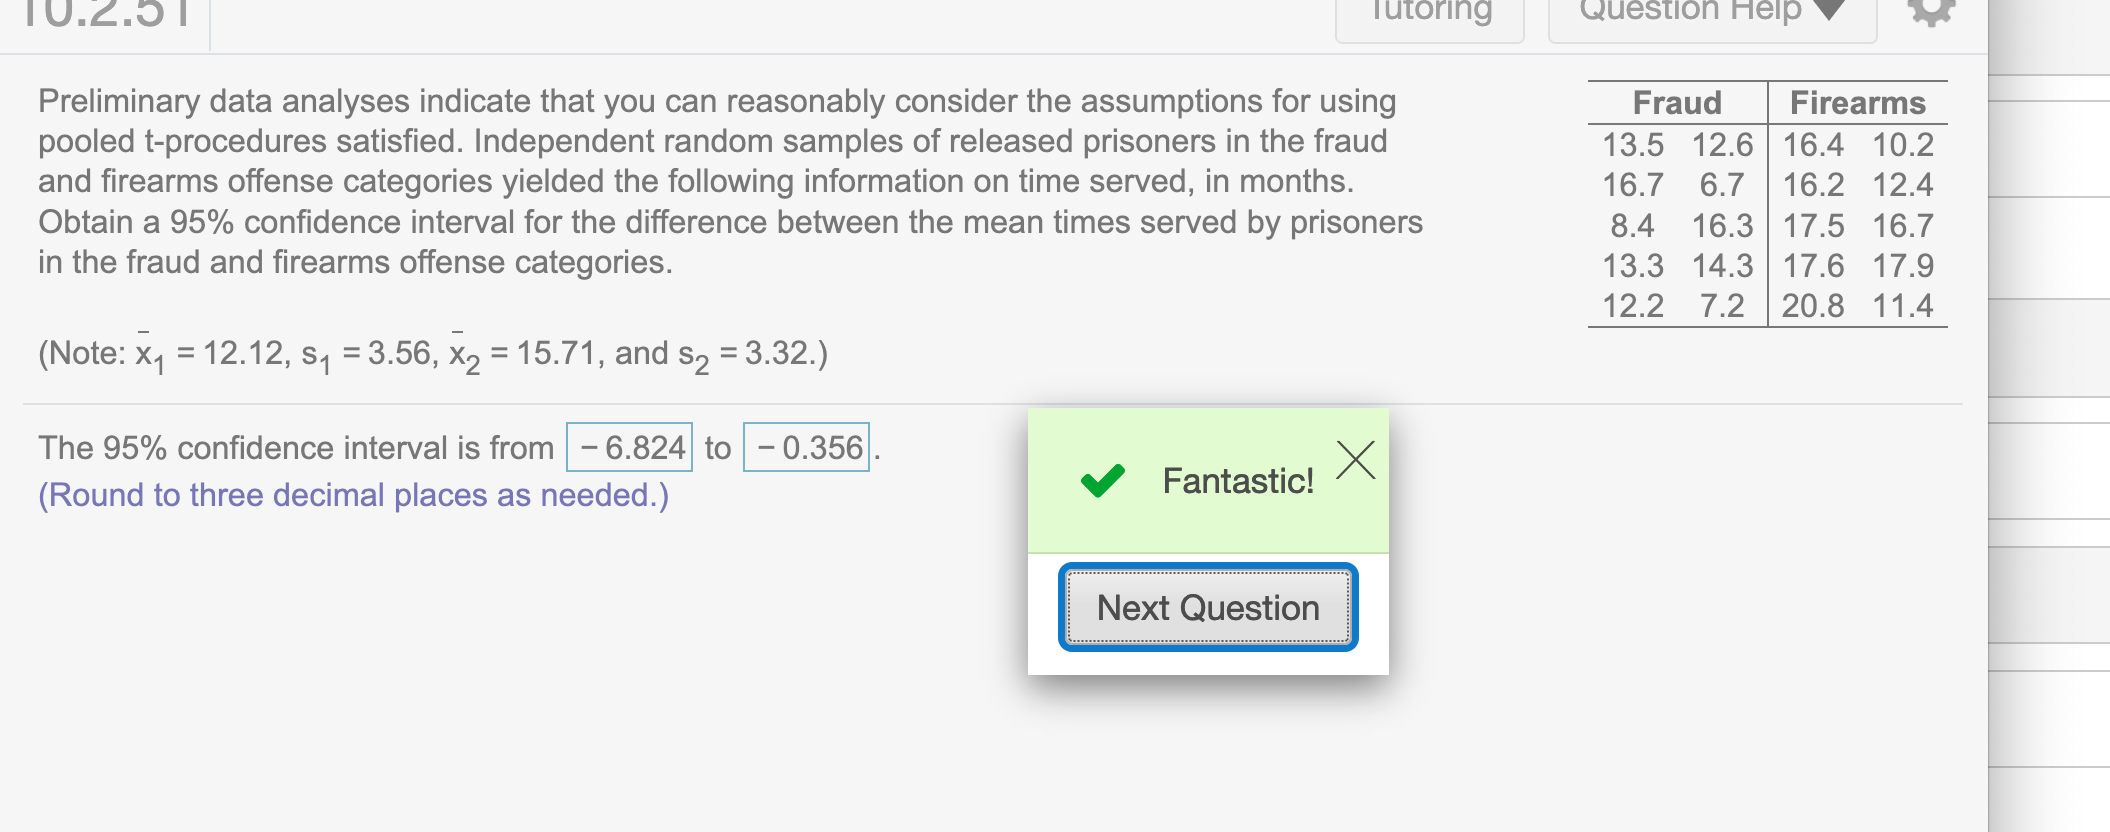 10.2.51
Tutoring
Question Help
Preliminary data analyses indicate that you can reasonably consider the assumptions for using
pooled t-procedures satisfied. Independent random samples of released prisoners in the fraud
and firearms offense categories yielded the following information on time served, in months.
Obtain a 95% confidence interval for the difference between the mean times served by prisoners
in the fraud and firearms offense categories.
(Note: x̄₁ = 12.12, s₁ = 3.56, x̄₂ = 15.71, and s₂ = 3.32.)
Fraud Firearms
13.5 12.6 16.4 10.2
16.7 6.7 16.2 12.4
8.4 16.3 17.5 16.7
13.3 14.3 17.6 17.9
12.2 7.2 20.8 11.4
The 95% confidence interval is from − 6.824 to − 0.356.
(Round to three decimal places as needed.)
Fantastic!
Next Question